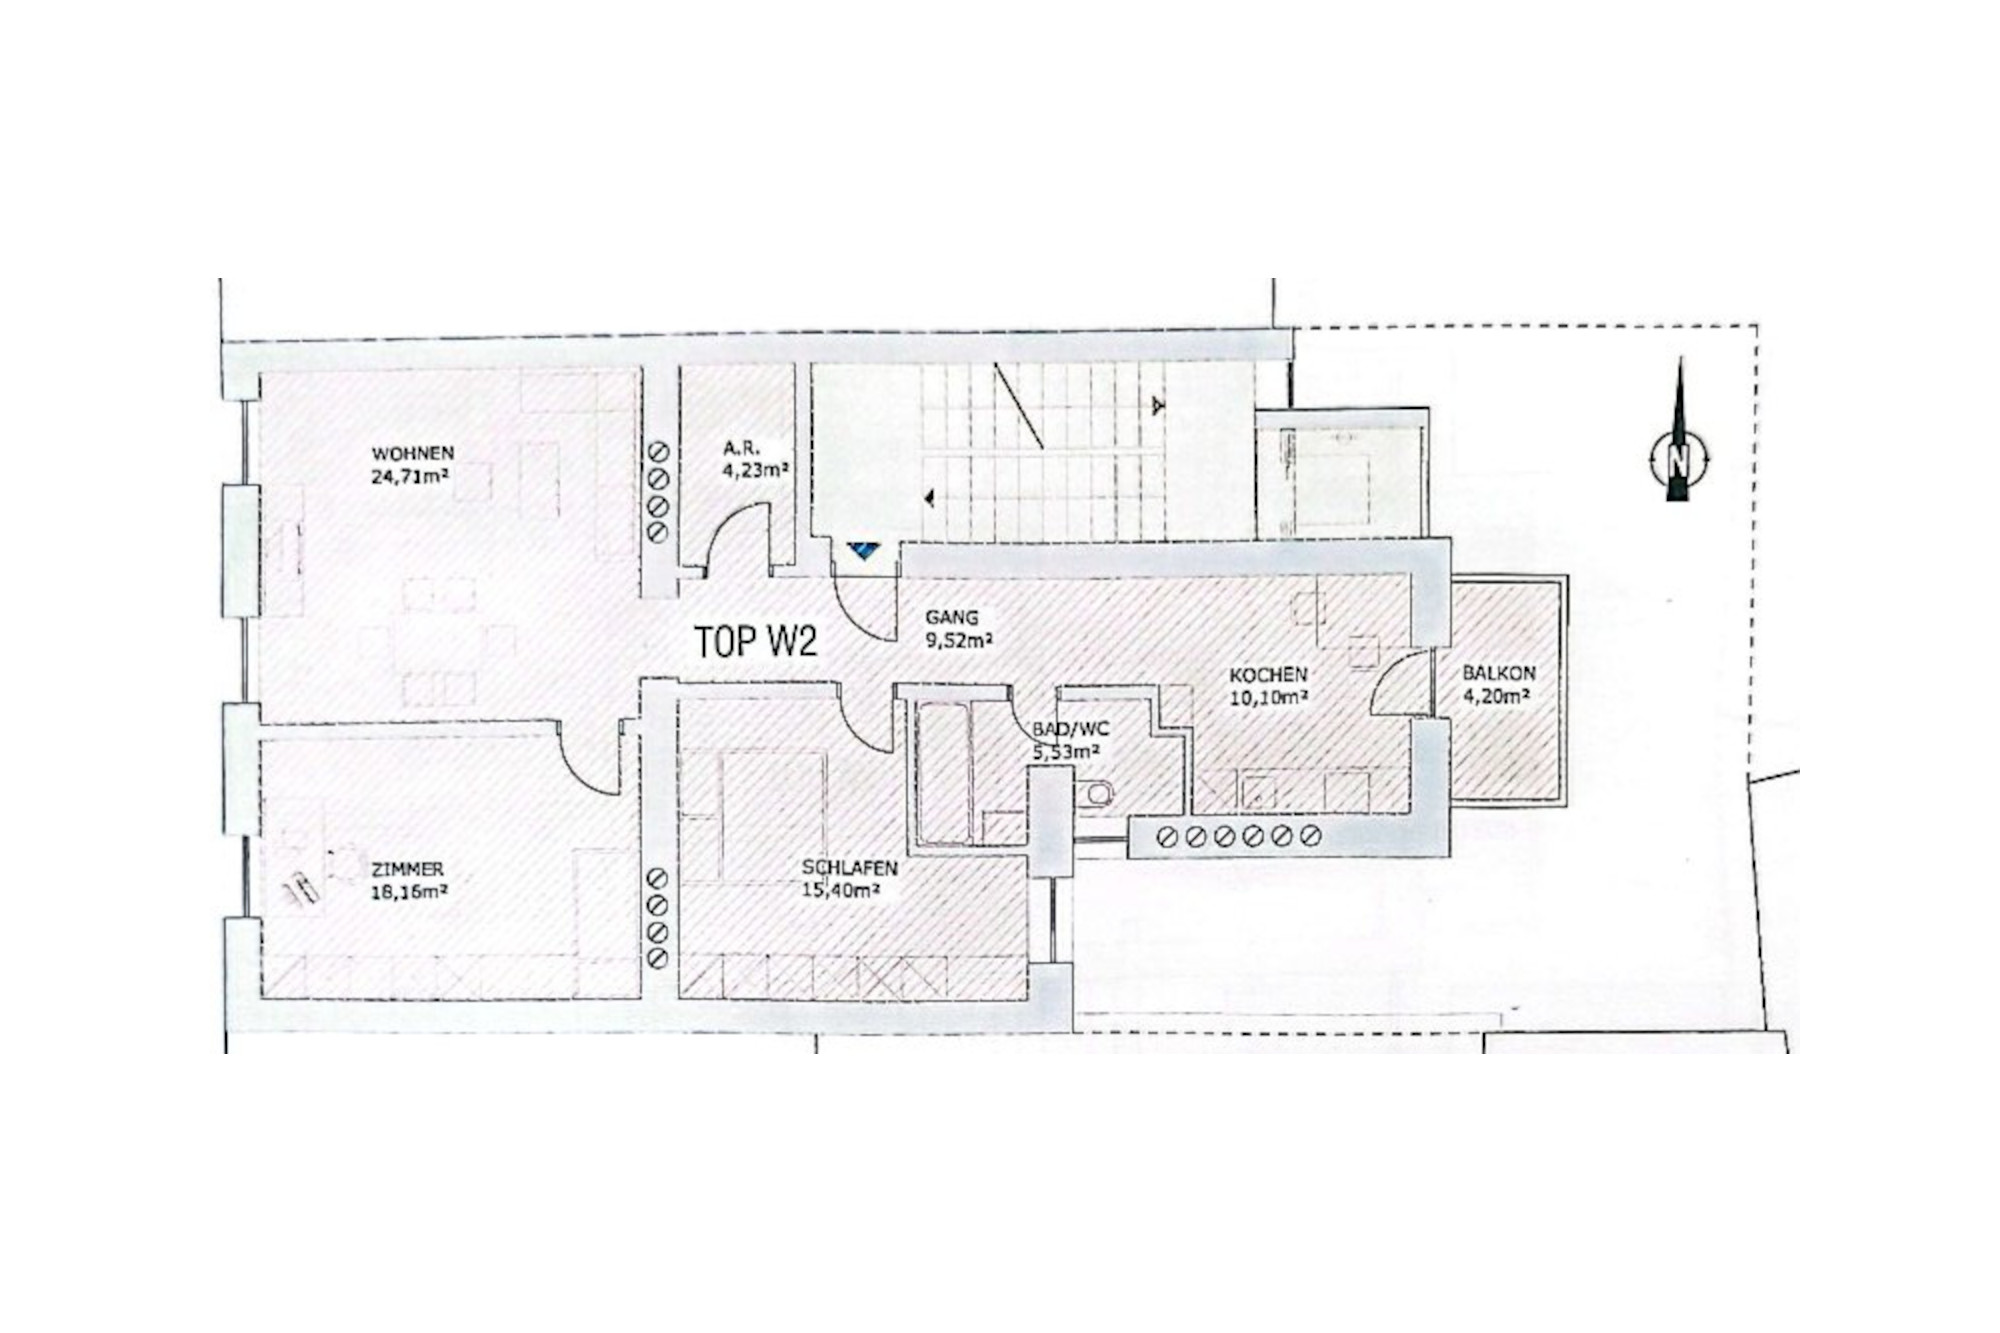 WOHNEN
24,71m²
A.R.
4,23m²
N
TOP W2
GANG
9,52m²
KOCHEN
10,10m²
BALKON
4,20m²
BAD/WC
5,53m²
ZIMMER
18,16m²
SCHLAFEN
15,40m²